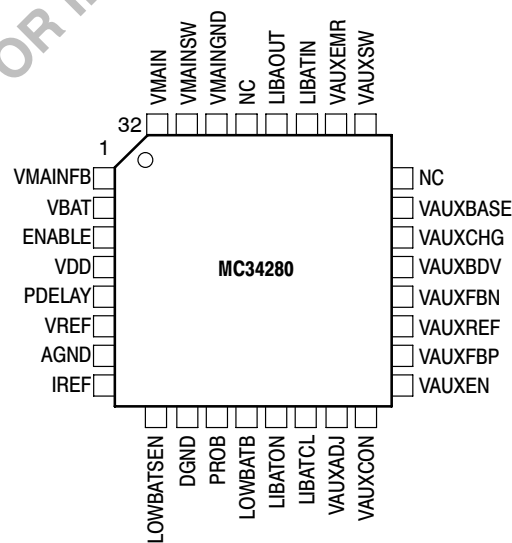 OR I
VMAIN
VMAINSW
VMAINGND
NC
LIBAOUT
LIBATIN
VAUXEMR
VAUXSW
32
1
VMAINFB
VBAT
ENABLE
VDD
PDELAY
VREF
AGND
IREF
MC34280
NC
VAUXBASE
VAUXCHG
VAUXBDV
VAUXFBN
VAUXREF
VAUXFBP
VAUXEN
LOWBATSEN
DGND
PROB
LOWBATB
LIBATON
LIBATCL
VAUXADJ
VAUXCON